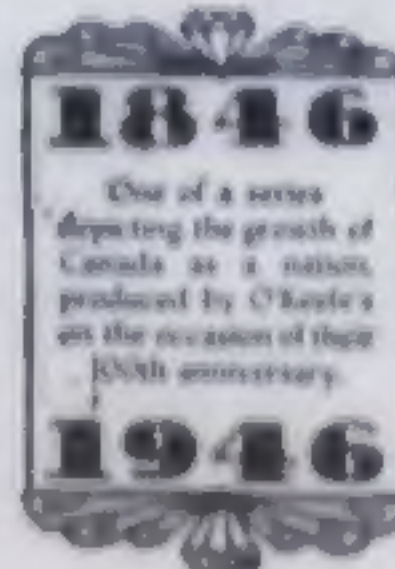 1846
One of a series
depicting the growth of
Canada as a nation,
produced by O'Keefe's
on the occasion of their
100th anniversary.
1946